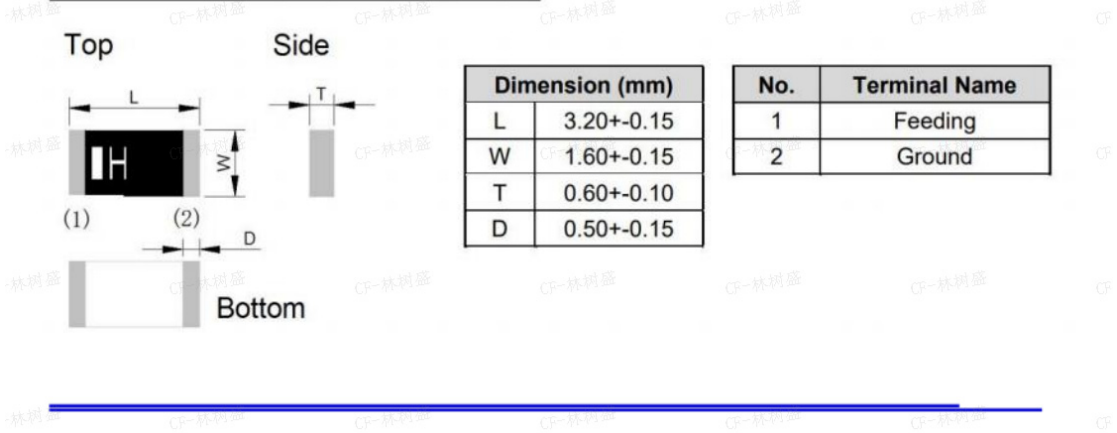 CF-林树盛
Top
Side
L
T
W
H
(1)
(2)
D
Bottom
Dimension (mm)
L 3.20+-0.15
W 1.60+-0.15
T 0.60+-0.10
D 0.50+-0.15
No. Terminal Name
1 Feeding
2 Ground